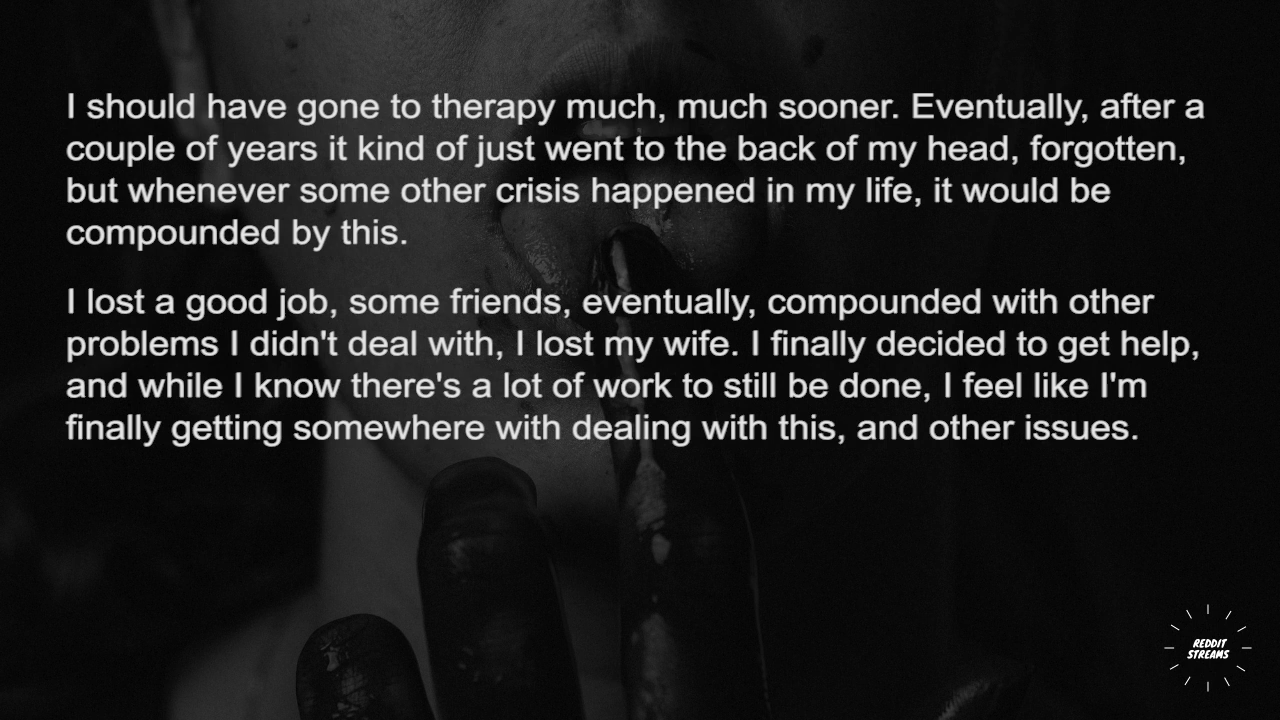 I should have gone to therapy much, much sooner. Eventually, after a
couple of years it kind of just went to the back of my head, forgotten,
but whenever some other crisis happened in my life, it would be
compounded by this.
I lost a good job, some friends, eventually, compounded with other
problems I didn't deal with, I lost my wife. I finally decided to get help,
and while I know there's a lot of work to still be done, I feel like I'm
finally getting somewhere with dealing with this, and other issues.
REDDIT
STREAMS